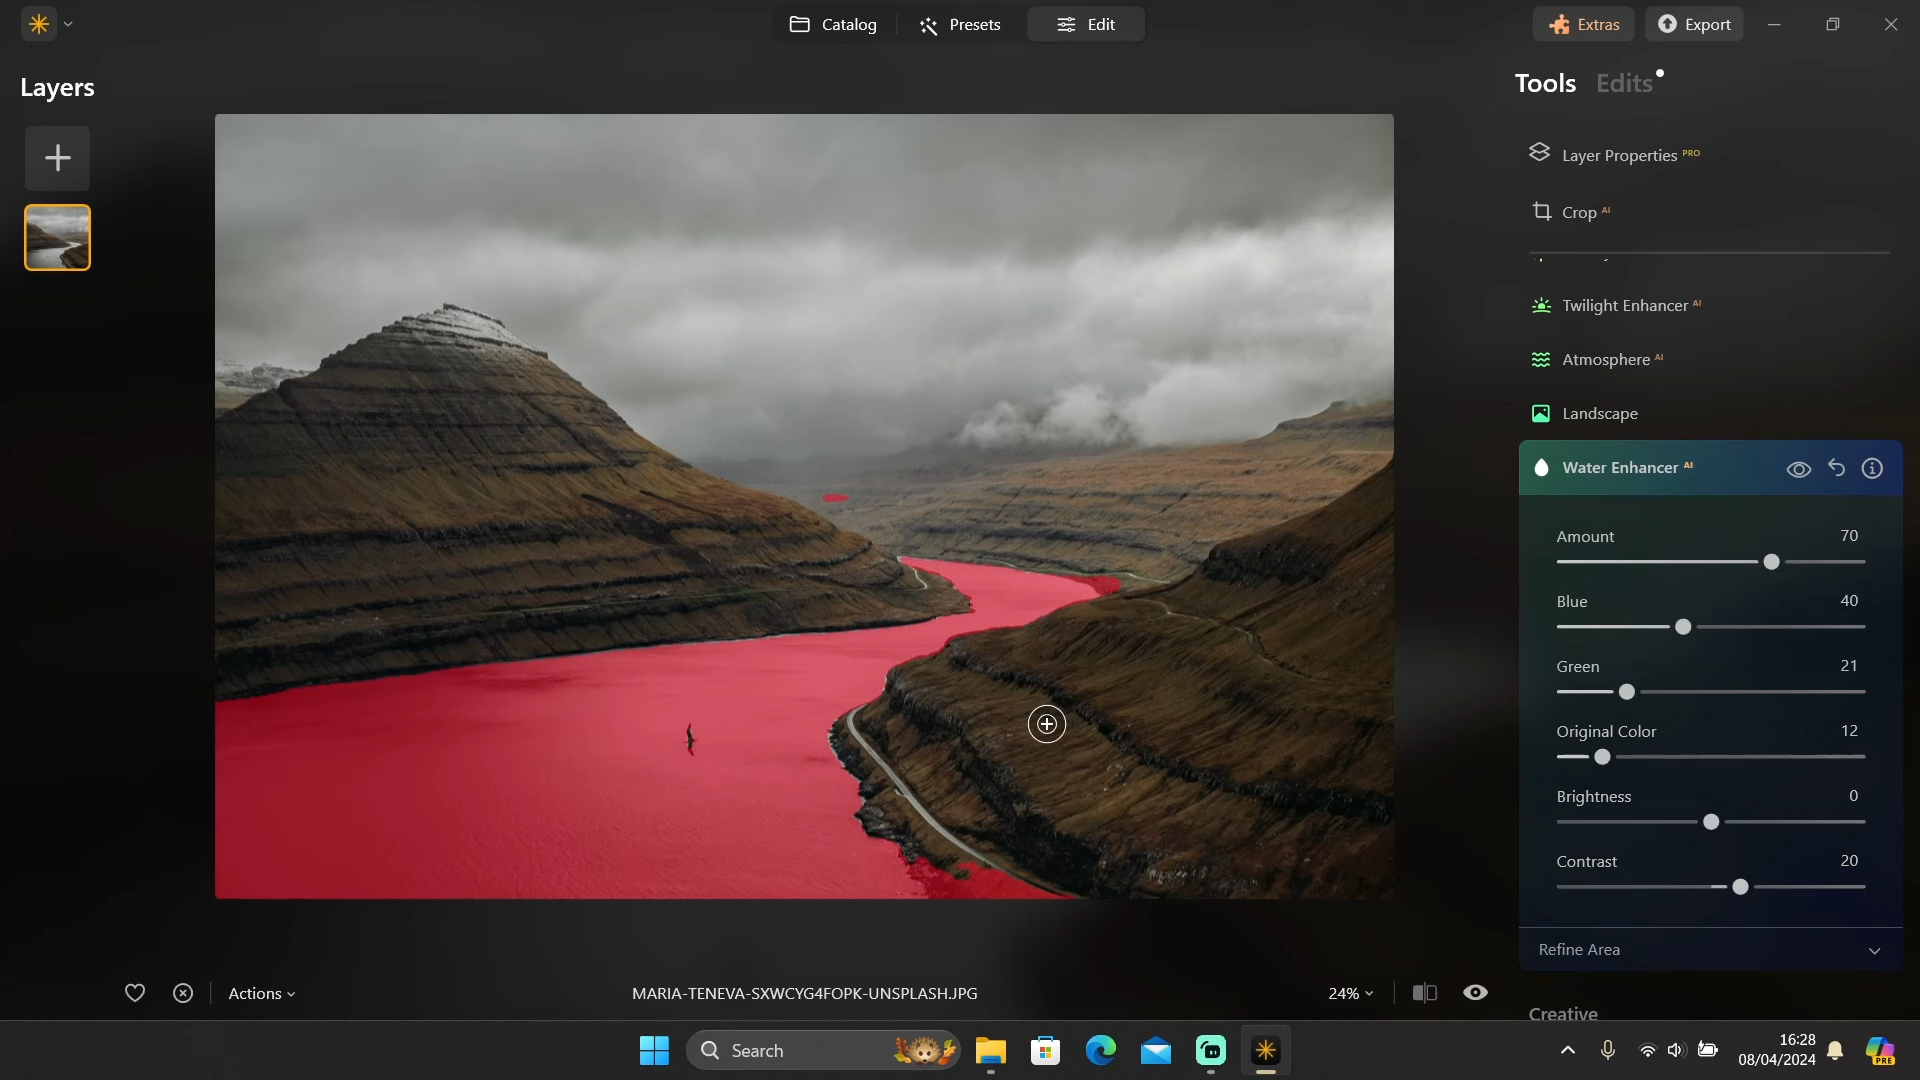 Catalog
Presets
Edit
Extras
Export
Layers
Tools
Edits
Layer Properties PRO
Crop AI
Twilight Enhancer AI
Atmosphere AI
Landscape
Water Enhancer AI
Amount 70
Blue 40
Green 21
Original Color 12
Brightness 0
Contrast 20
Refine Area
Creative
Actions
MARIA-TENEVA-SXWCYG4FOPK-UNSPLASH.JPG
24%
Search
16:28
08/04/2024
PRE